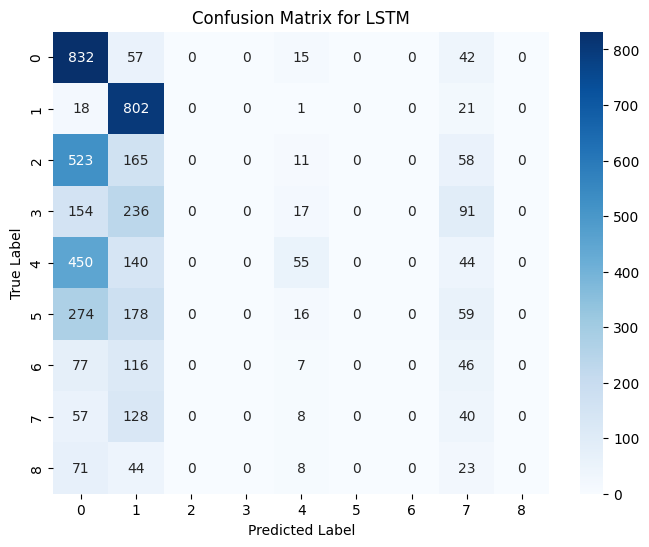 Confusion Matrix for LSTM
0 832 57 0 0 15 0 0 42 0
1 18 802 0 0 1 0 0 21 0
2 523 165 0 0 11 0 0 58 0
3 154 236 0 0 17 0 0 91 0
4 450 140 0 0 55 0 0 44 0
5 274 178 0 0 16 0 0 59 0
6 77 116 0 0 7 0 0 46 0
7 57 128 0 0 8 0 0 40 0
8 71 44 0 0 8 0 0 23 0
0 1 2 3 4 5 6 7 8
Predicted Label
True Label
800
700
600
500
400
300
200
100
0